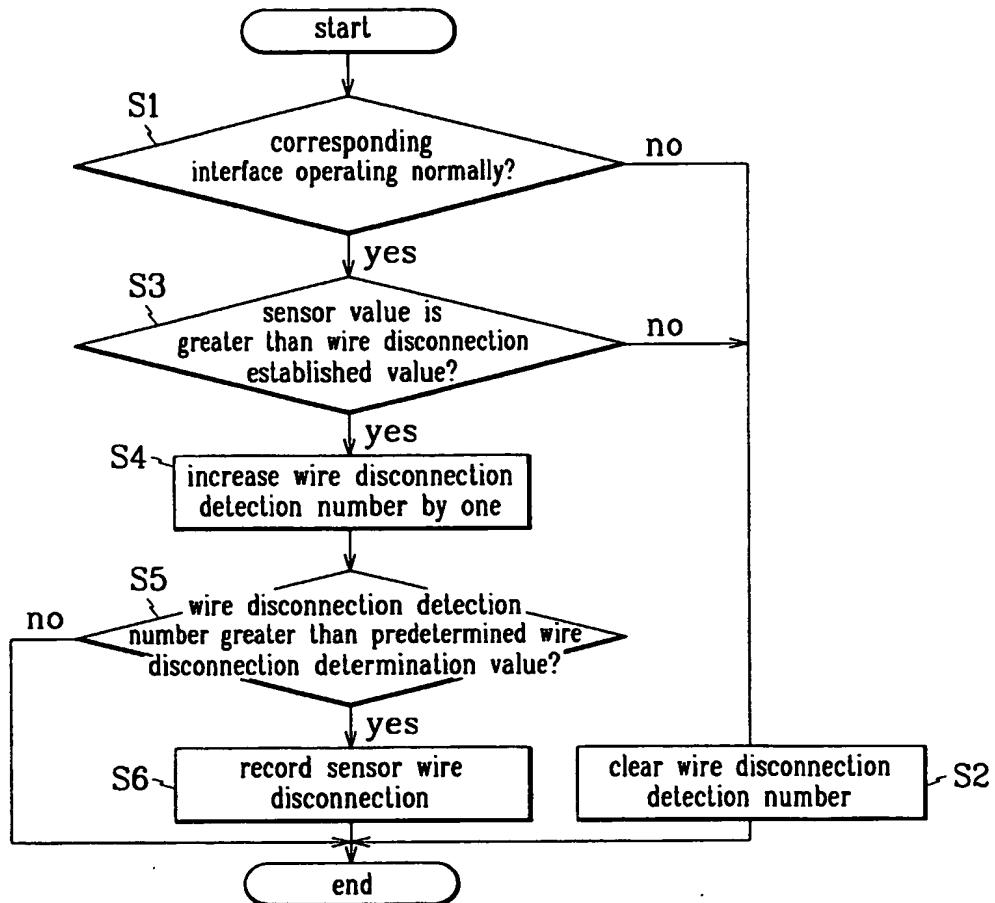 start
S1
corresponding
interface operating normally?
no
yes
S3
sensor value is
greater than wire disconnection
established value?
no
yes
S4
increase wire disconnection
detection number by one
S5
no
wire disconnection detection
number greater than predetermined wire
disconnection determination value?
yes
S6
record sensor wire
disconnection
clear wire disconnection
detection number
S2
end